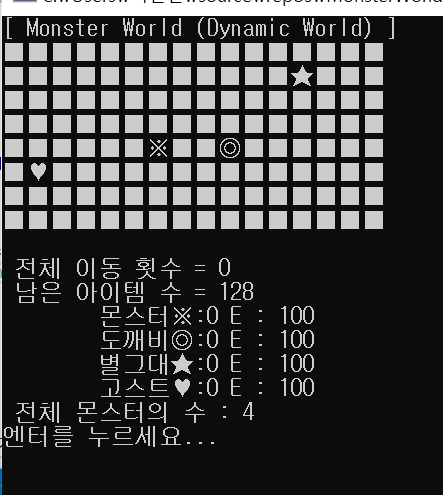 [ Monster World (Dynamic World) ]
■■■■■■■■■■■■■■■■
■■■■■■■■■■■■★■■■
■■■■■■■■■■■■■■■■
■■■■■■■■■■■■■■■■
■■■■■■※■■◎■■■■■■
■♥■■■■■■■■■■■■■■
■■■■■■■■■■■■■■■■
■■■■■■■■■■■■■■■■
전체 이동 횟수 = 0
남은 아이템 수 = 128
몬스터※:0 E : 100
도깨비◎:0 E : 100
별그대★:0 E : 100
고스트♥:0 E : 100
전체 몬스터의 수 : 4
엔터를 누르세요...